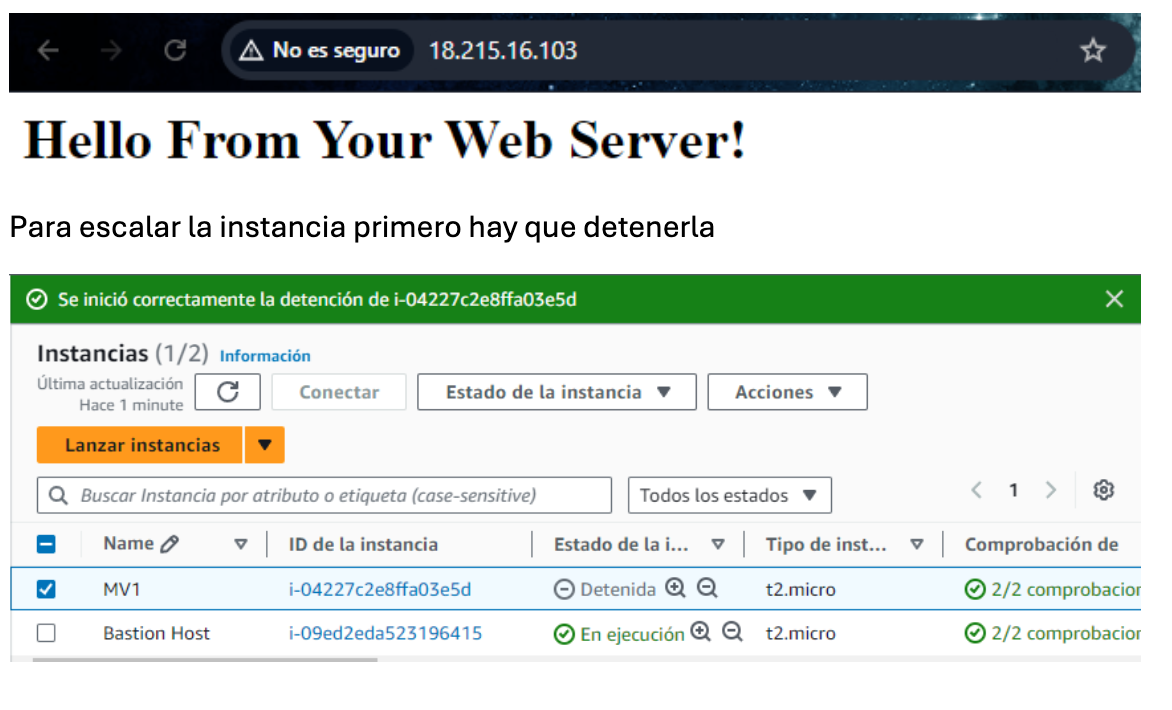 No es seguro 18.215.16.103
Hello From Your Web Server!
Para escalar la instancia primero hay que detenerla
Se inició correctamente la detención de i-04227c2e8ffa03e5d
Instancias (1/2) Información
Última actualización
Hace 1 minute
Conectar Estado de la instancia Acciones
Lanzar instancias
Buscar Instancia por atributo o etiqueta (case-sensitive) Todos los estados 1
Name ID de la instancia Estado de la i... Tipo de inst... Comprobación de
MV1 i-04227c2e8ffa03e5d Detenida t2.micro 2/2 comprobacion
Bastion Host i-09ed2eda523196415 En ejecución t2.micro 2/2 comprobacion